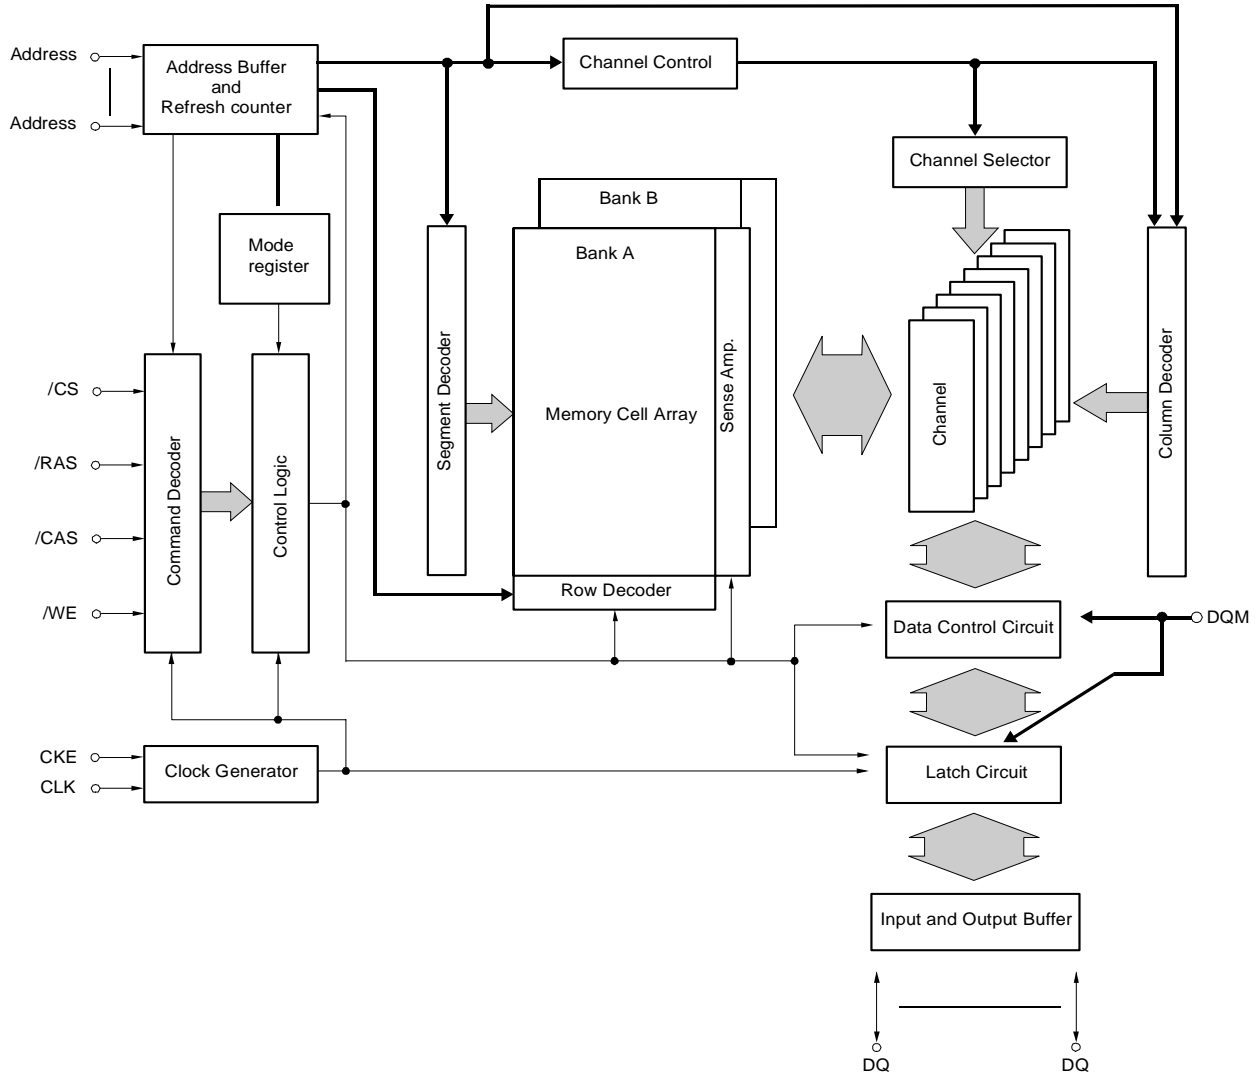 Address
Address
Address Buffer
and
Refresh counter
Channel Control
Channel Selector
Mode
register
Bank B
Bank A
Memory Cell Array
Sense Amp.
Segment Decoder
Row Decoder
Channel
Column Decoder
/CS
/RAS
/CAS
/WE
Command Decoder
Control Logic
Data Control Circuit
DQM
CKE
CLK
Clock Generator
Latch Circuit
Input and Output Buffer
DQ
DQ